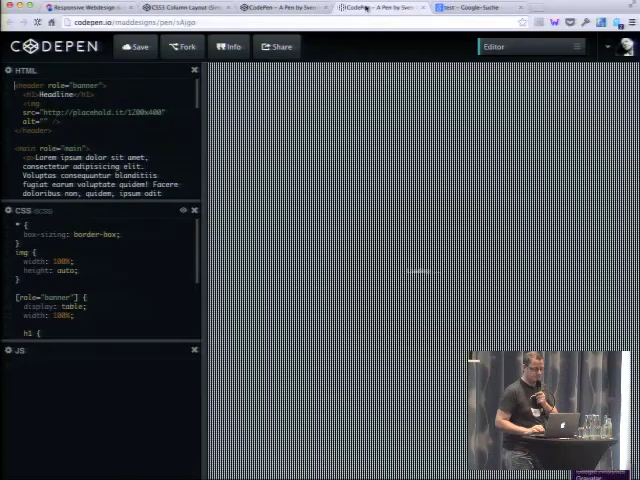 Responsive Webdesign
CSS3 Column Layout
CodePen - A Pen by Sven
CodePen - A Pen by Sven
test - Google-Suche
codepen.io/maddesigns/pen/sAjgo
CODEPEN
Save
Fork
Info
Share
Editor
HTML
<header role="banner">
<h1>Headline</h1>
<img
src="http://placehold.it/1200x400"
alt="" />
</header>
<main role="main">
<p>Lorem ipsum dolor sit amet,
consectetur adipisicing elit.
Voluptas consequuntur blanditiis
fugiat earum voluptate quidem! Facere
doloribus non, quidem, ipsum odit
CSS (SCSS)
* {
box-sizing: border-box;
}
img {
width: 100%;
height: auto;
}
[role="banner"] {
display: table;
width: 100%;
h1 {
JS
Loading
Gravatar